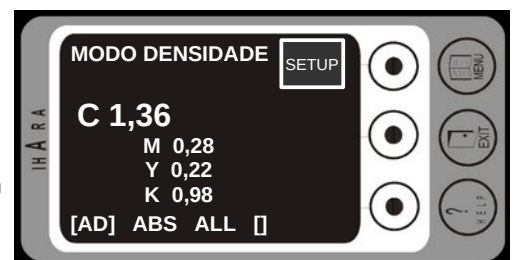 MODO DENSIDADE
SETUP
C 1,36
M 0,28
Y 0,22
K 0,98
[AD] ABS ALL []
IHARA
MENU
EXIT
? HELP